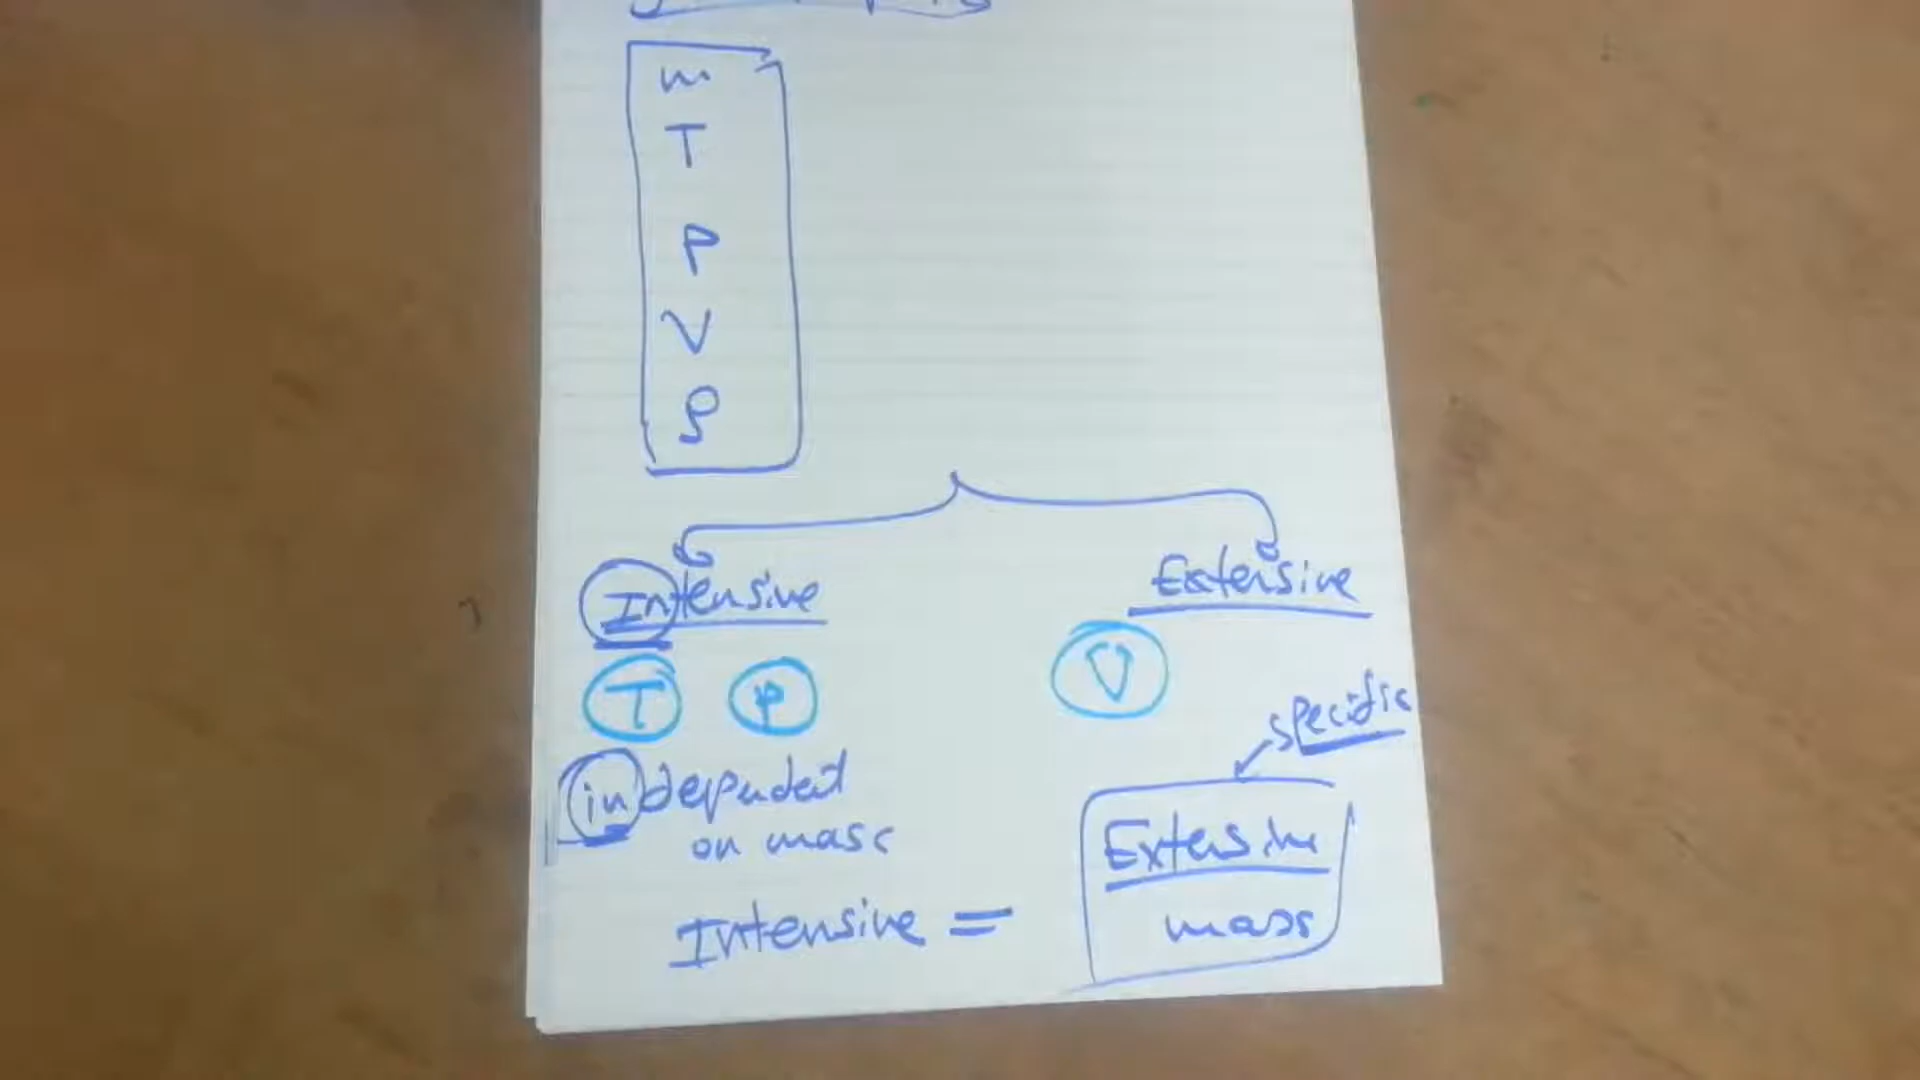 m
T
P
V
ρ
Intensive Extensive
T P V
specific
independent
on mass
Extensive
Intensive = mass